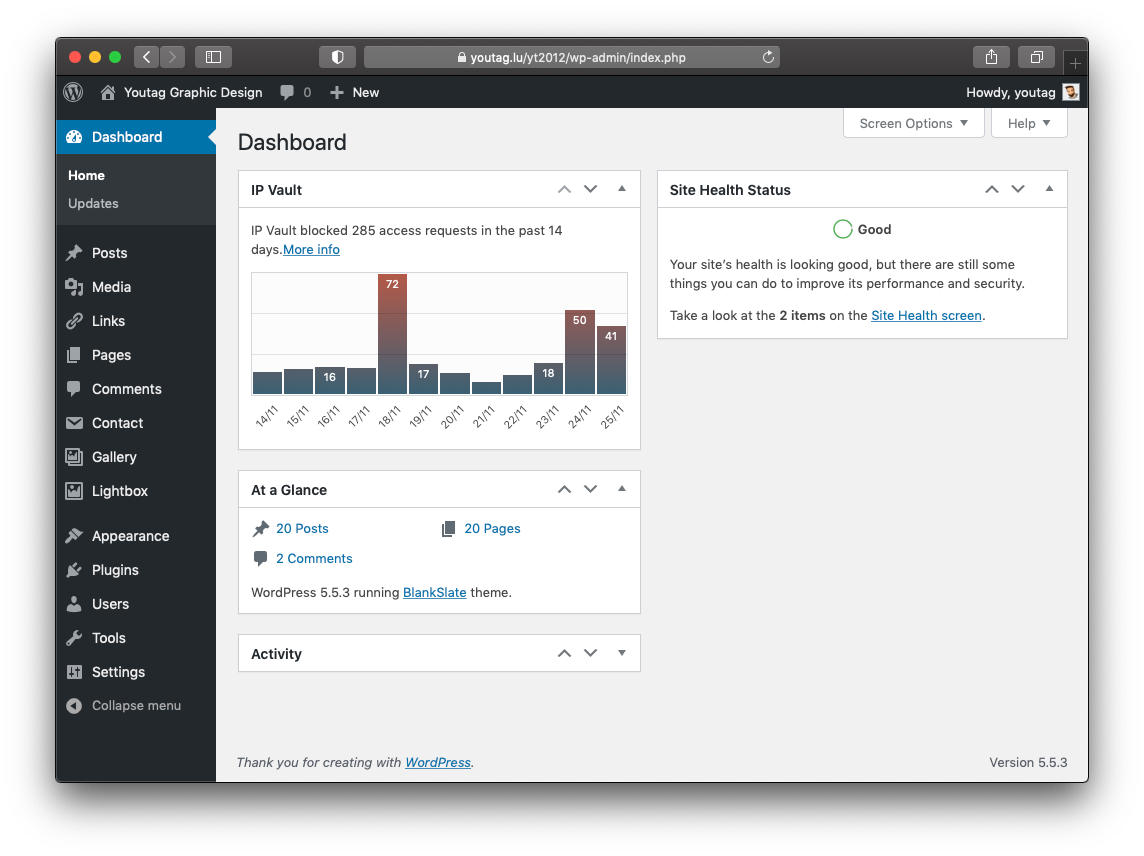 youtag.lu/yt2012/wp-admin/index.php
Youtag Graphic Design
0
New
Howdy, youtag
Dashboard
Home
Updates
Posts
Media
Links
Pages
Comments
Contact
Gallery
Lightbox
Appearance
Plugins
Users
Tools
Settings
Collapse menu
Screen Options
Help
Dashboard
IP Vault
IP Vault blocked 285 access requests in the past 14
days.More info
72
50
41
16
17
18
14/11
15/11
16/11
17/11
18/11
19/11
20/11
21/11
22/11
23/11
24/11
25/11
At a Glance
20 Posts
20 Pages
2 Comments
WordPress 5.5.3 running BlankSlate theme.
Activity
Site Health Status
Good
Your site’s health is looking good, but there are still some
things you can do to improve its performance and security.
Take a look at the 2 items on the Site Health screen.
Thank you for creating with WordPress.
Version 5.5.3